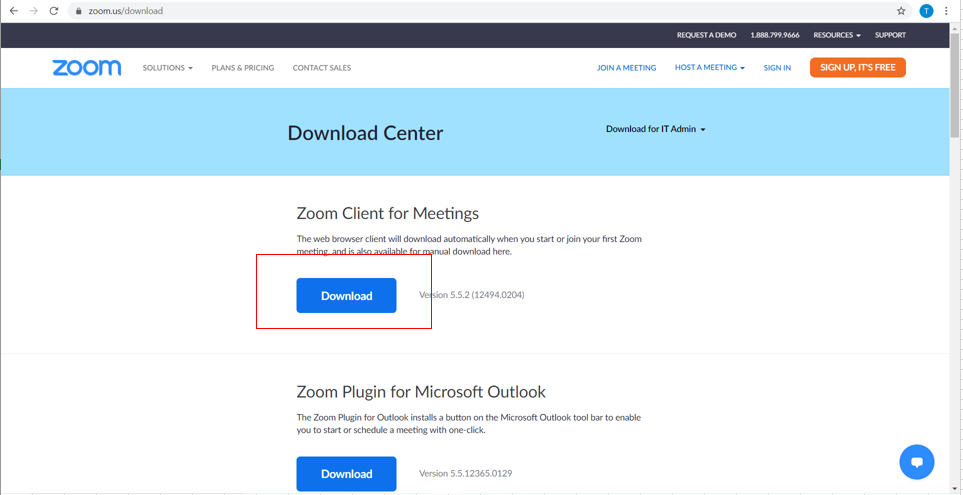 zoom.us/download
T
REQUEST A DEMO 1.888.799.9666 RESOURCES SUPPORT
zoom SOLUTIONS PLANS & PRICING CONTACT SALES JOIN A MEETING HOST A MEETING SIGN IN SIGN UP, IT'S FREE
Download Center Download for IT Admin
Zoom Client for Meetings
The web browser client will download automatically when you start or join your first Zoom
meeting, and is also available for manual download here.
Download Version 5.5.2 (12494.0204)
Zoom Plugin for Microsoft Outlook
The Zoom Plugin for Outlook installs a button on the Microsoft Outlook tool bar to enable
you to start or schedule a meeting with one-click.
Download Version 5.5.12365.0129